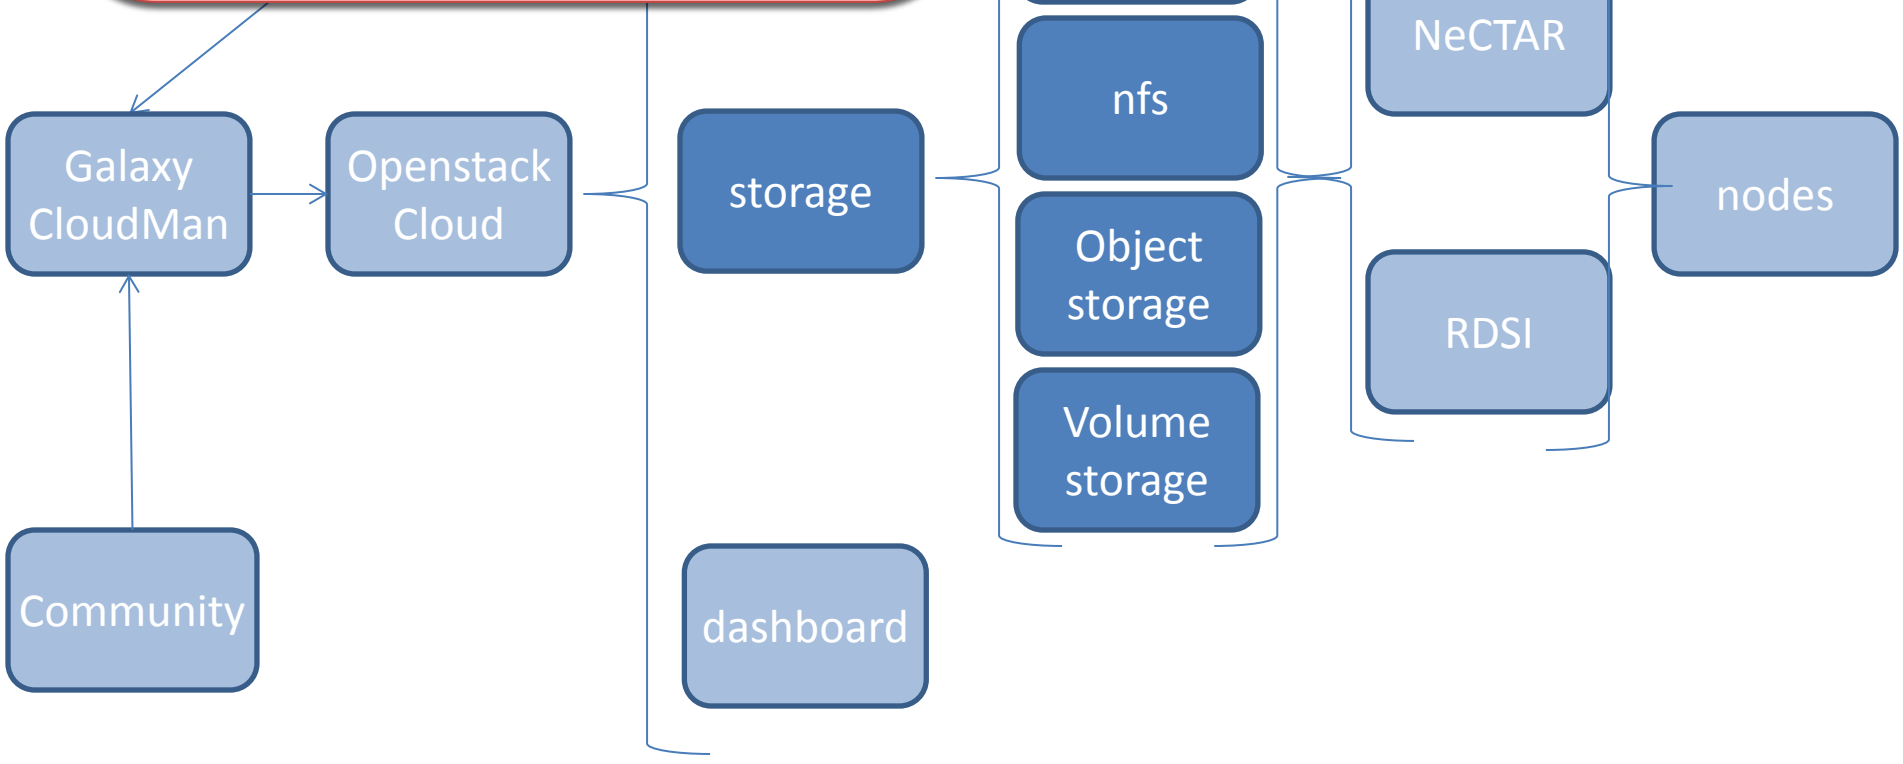 Galaxy
CloudMan
Openstack
Cloud
Community
storage
dashboard
nfs
Object
storage
Volume
storage
NeCTAR
RDSI
nodes